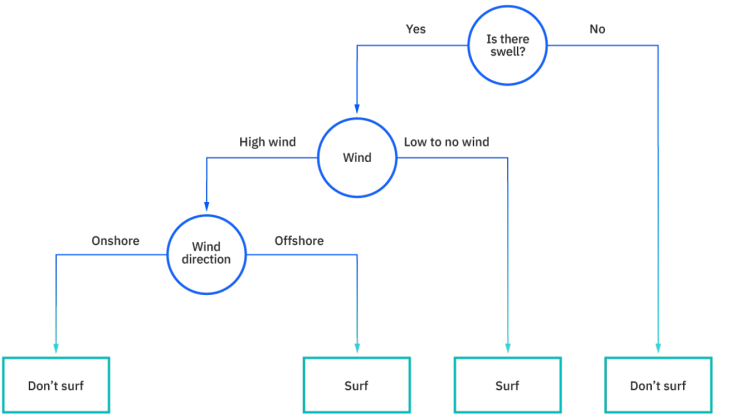 Yes
Is there
swell?
No
High wind
Wind
Low to no wind
Onshore
Wind
direction
Offshore
Don’t surf
Surf
Surf
Don’t surf